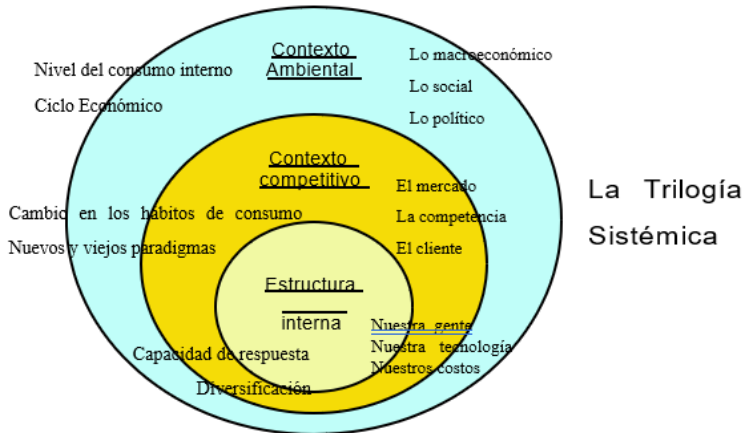 Contexto
Ambiental
Nivel del consumo interno
Ciclo Económico
Lo macroeconómico
Lo social
Lo político
Contexto
competitivo
Cambio en los hábitos de consumo
Nuevos y viejos paradigmas
El mercado
La competencia
El cliente
La Trilogía
Sistémica
Estructura
interna
Capacidad de respuesta
Diversificación
Nuestra gente
Nuestra tecnología
Nuestros costos